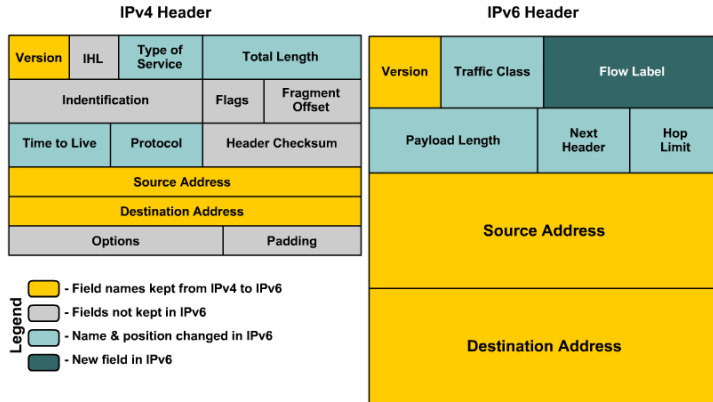 IPv4 Header
IPv6 Header
Version
IHL
Type of
Service
Total Length
Indentification
Flags
Fragment
Offset
Time to Live
Protocol
Header Checksum
Source Address
Destination Address
Options
Padding
Version
Traffic Class
Flow Label
Payload Length
Next
Header
Hop
Limit
Source Address
Destination Address
Legend
- Field names kept from IPv4 to IPv6
- Fields not kept in IPv6
- Name & position changed in IPv6
- New field in IPv6